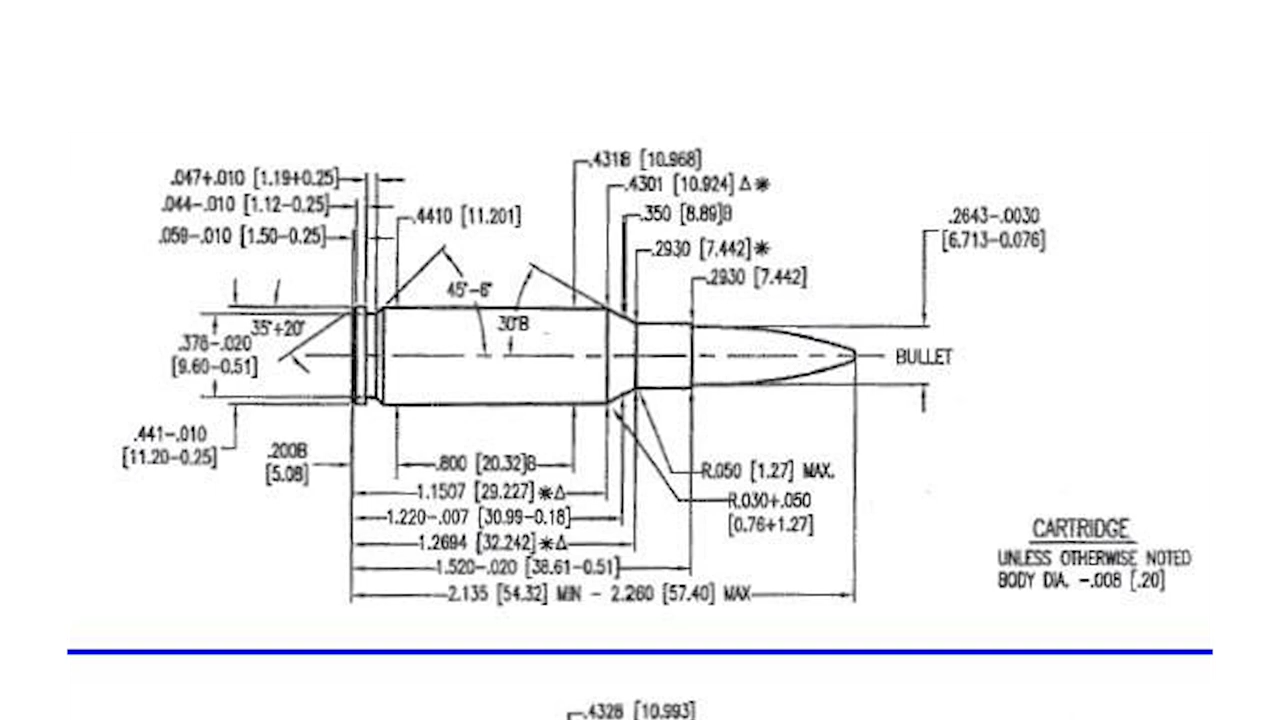 .4318 [10.968]
.047+.010 [1.19+0.25]
.4301 [10.924] Δ✳
.044-.010 [1.12-0.25]
.4410 [11.201]
.350 [8.89]B
.2643-.0030
[6.713-0.076]
.059-.010 [1.50-0.25]
.2930 [7.442]✳
.2930 [7.442]
45°-6°
35°+20°
30°B
.378-.020
[9.60-0.51]
BULLET
.441-.010
[11.20-0.25]
.200B
[5.08]
.800 [20.32]B
R.050 [1.27] MAX.
1.1507 [29.227]✳Δ
R.030+.050
[0.76+1.27]
1.220-.007 [30.99-0.18]
1.2694 [32.242]✳Δ
1.520-.020 [38.61-0.51]
2.135 [54.32] MIN - 2.260 [57.40] MAX
CARTRIDGE
UNLESS OTHERWISE NOTED
BODY DIA. -.008 [.20]
.4328 [10.993]